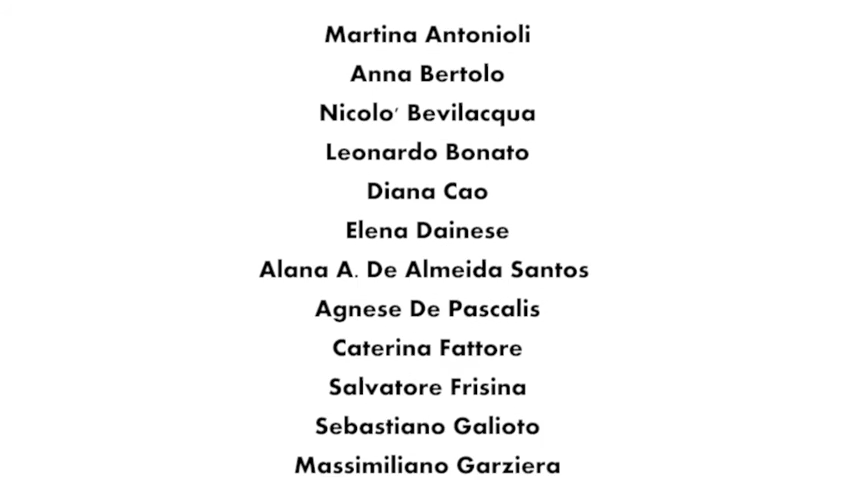 Martina Antonioli
Anna Bertolo
Nicolo' Bevilacqua
Leonardo Bonato
Diana Cao
Elena Dainese
Alana A. De Almeida Santos
Agnese De Pascalis
Caterina Fattore
Salvatore Frisina
Sebastiano Galioto
Massimiliano Garziera